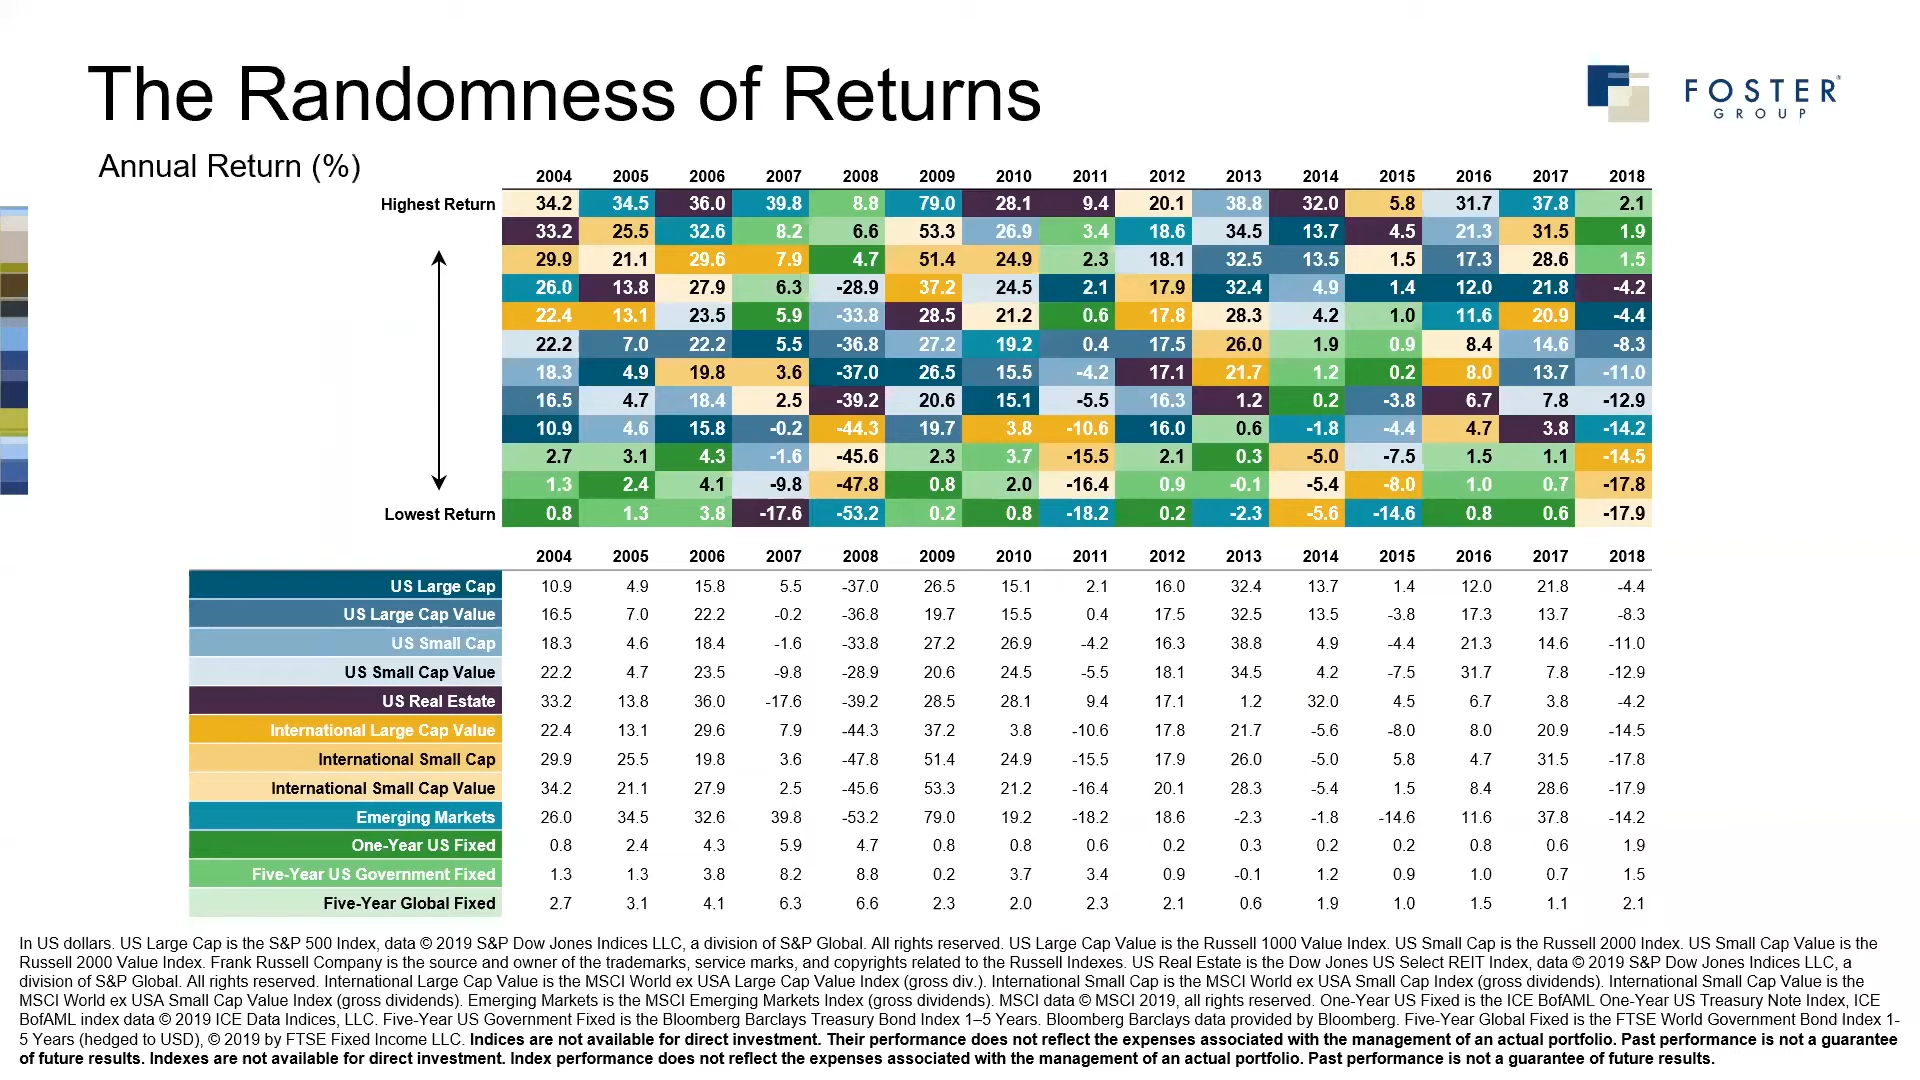 The Randomness of Returns
FOSTER
GROUP
Annual Return (%)
2004 2005 2006 2007 2008 2009 2010 2011 2012 2013 2014 2015 2016 2017 2018
Highest Return 34.2 34.5 36.0 39.8 8.8 79.0 28.1 9.4 20.1 38.8 32.0 5.8 31.7 37.8 2.1
33.2 25.5 32.6 8.2 6.6 53.3 26.9 3.4 18.6 34.5 13.7 4.5 21.3 31.5 1.9
29.9 21.1 29.6 7.9 4.7 51.4 24.9 2.3 18.1 32.5 13.5 1.5 17.3 28.6 1.5
26.0 13.8 27.9 6.3 -28.9 37.2 24.5 2.1 17.9 32.4 4.9 1.4 12.0 21.8 -4.2
22.4 13.1 23.5 5.9 -33.8 28.5 21.2 0.6 17.8 28.3 4.2 1.0 11.6 20.9 -4.4
22.2 7.0 22.2 5.5 -36.8 27.2 19.2 0.4 17.5 26.0 1.9 0.9 8.4 14.6 -8.3
18.3 4.9 19.8 3.6 -37.0 26.5 15.5 -4.2 17.1 21.7 1.2 0.2 8.0 13.7 -11.0
16.5 4.7 18.4 2.5 -39.2 20.6 15.1 -5.5 16.3 1.2 0.2 -3.8 6.7 7.8 -12.9
10.9 4.6 15.8 -0.2 -44.3 19.7 3.8 -10.6 16.0 0.6 -1.8 -4.4 4.7 3.8 -14.2
2.7 3.1 4.3 -1.6 -45.6 2.3 3.7 -15.5 2.1 0.3 -5.0 -7.5 1.5 1.1 -14.5
1.3 2.4 4.1 -9.8 -47.8 0.8 2.0 -16.4 0.9 -0.1 -5.4 -8.0 1.0 0.7 -17.8
Lowest Return 0.8 1.3 3.8 -17.6 -53.2 0.2 0.8 -18.2 0.2 -2.3 -5.6 -14.6 0.8 0.6 -17.9
2004 2005 2006 2007 2008 2009 2010 2011 2012 2013 2014 2015 2016 2017 2018
US Large Cap 10.9 4.9 15.8 5.5 -37.0 26.5 15.1 2.1 16.0 32.4 13.7 1.4 12.0 21.8 -4.4
US Large Cap Value 16.5 7.0 22.2 -0.2 -36.8 19.7 15.5 0.4 17.5 32.5 13.5 -3.8 17.3 13.7 -8.3
US Small Cap 18.3 4.6 18.4 -1.6 -33.8 27.2 26.9 -4.2 16.3 38.8 4.9 -4.4 21.3 14.6 -11.0
US Small Cap Value 22.2 4.7 23.5 -9.8 -28.9 20.6 24.5 -5.5 18.1 34.5 4.2 -7.5 31.7 7.8 -12.9
US Real Estate 33.2 13.8 36.0 -17.6 -39.2 28.5 28.1 9.4 17.1 1.2 32.0 4.5 6.7 3.8 -4.2
International Large Cap Value 22.4 13.1 29.6 7.9 -44.3 37.2 3.8 -10.6 17.8 21.7 -5.6 -8.0 8.0 20.9 -14.5
International Small Cap 29.9 25.5 19.8 3.6 -47.8 51.4 24.9 -15.5 17.9 26.0 -5.0 5.8 4.7 31.5 -17.8
International Small Cap Value 34.2 21.1 27.9 2.5 -45.6 53.3 21.2 -16.4 20.1 28.3 -5.4 1.5 8.4 28.6 -17.9
Emerging Markets 26.0 34.5 32.6 39.8 -53.2 79.0 19.2 -18.2 18.6 -2.3 -1.8 -14.6 11.6 37.8 -14.2
One-Year US Fixed 0.8 2.4 4.3 5.9 4.7 0.8 0.8 0.6 0.2 0.3 0.2 0.2 0.8 0.6 1.9
Five-Year US Government Fixed 1.3 1.3 3.8 8.2 8.8 0.2 3.7 3.4 0.9 -0.1 1.2 0.9 1.0 0.7 1.5
Five-Year Global Fixed 2.7 3.1 4.1 6.3 6.6 2.3 2.0 2.3 2.1 0.6 1.9 1.0 1.5 1.1 2.1
In US dollars. US Large Cap is the S&P 500 Index, data © 2019 S&P Dow Jones Indices LLC, a division of S&P Global. All rights reserved. US Large Cap Value is the Russell 1000 Value Index. US Small Cap is the Russell 2000 Index. US Small Cap Value is the
Russell 2000 Value Index. Frank Russell Company is the source and owner of the trademarks, service marks, and copyrights related to the Russell Indexes. US Real Estate is the Dow Jones US Select REIT Index, data © 2019 S&P Dow Jones Indices LLC, a
division of S&P Global. All rights reserved. International Large Cap Value is the MSCI World ex USA Large Cap Value Index (gross div.). International Small Cap is the MSCI World ex USA Small Cap Index (gross dividends). International Small Cap Value is the
MSCI World ex USA Small Cap Value Index (gross dividends). Emerging Markets is the MSCI Emerging Markets Index (gross dividends). MSCI data © MSCI 2019, all rights reserved. One-Year US Fixed is the ICE BofAML One-Year US Treasury Note Index, ICE
BofAML index data © 2019 ICE Data Indices, LLC. Five-Year US Government Fixed is the Bloomberg Barclays Treasury Bond Index 1–5 Years. Bloomberg Barclays data provided by Bloomberg. Five-Year Global Fixed is the FTSE World Government Bond Index 1-
5 Years (hedged to USD), © 2019 by FTSE Fixed Income LLC. Indices are not available for direct investment. Their performance does not reflect the expenses associated with the management of an actual portfolio. Past performance is not a guarantee
of future results. Indexes are not available for direct investment. Index performance does not reflect the expenses associated with the management of an actual portfolio. Past performance is not a guarantee of future results.